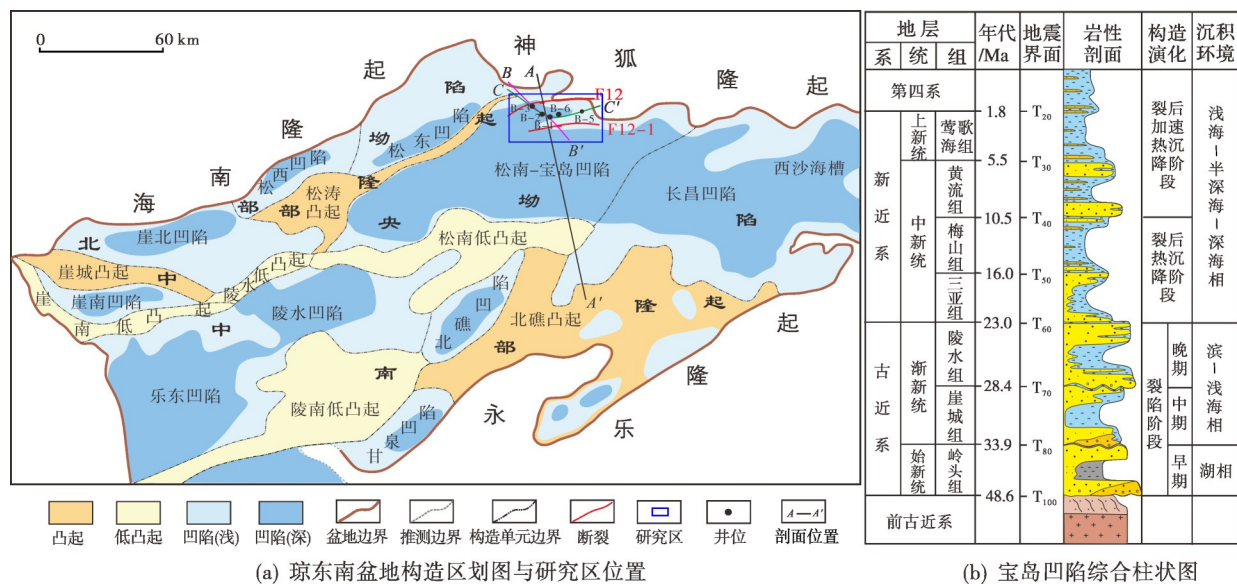 0 60 km
神狐隆起
海南隆起
永乐隆起
北部坳陷
中央坳陷
中部隆起
南部隆起
A
B
C
F12
C'
B-3
B-6
B-7
B-5
F12-1
B'
A'
松东凹陷
松西凹陷
松涛凸起
松南-宝岛凹陷
西沙海槽
长昌凹陷
崖北凹陷
崖城凸起
崖南凹陷
崖南低凸起
陵水低凸起
松南低凸起
陵水凹陷
北礁凹陷
北礁凸起
乐东凹陷
陵南低凸起
甘泉凹陷
凸起 低凸起 凹陷(浅) 凹陷(深) 盆地边界 推测边界 构造单元边界 断裂 研究区 井位 剖面位置
A—A'
(a) 琼东南盆地构造区划图与研究区位置
地层 年代/Ma 地震界面 岩性剖面 构造演化 沉积环境
系 统 组
第四系
新近系
上新统
莺歌海组
中新统
黄流组
梅山组
三亚组
古近系
渐新统
陵水组
崖城组
始新统
岭头组
前古近系
1.8 T20
5.5 T30
10.5 T40
16.0 T50
23.0 T60
28.4 T70
33.9 T80
48.6 T100
裂后加速热沉降阶段
裂后热沉降阶段
裂陷阶段
晚期
中期
早期
浅海-半深海-深海相
滨-浅海相
湖相
(b) 宝岛凹陷综合柱状图